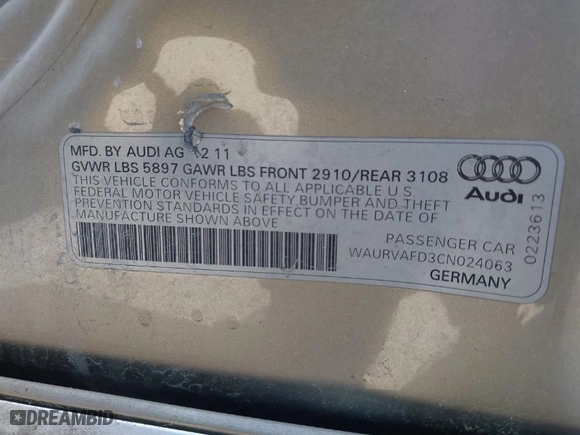 MFD. BY AUDI AG 2 11
GVWR LBS 5897 GAWR LBS FRONT 2910/REAR 3108
THIS VEHICLE CONFORMS TO ALL APPLICABLE U.S.
FEDERAL MOTOR VEHICLE SAFETY, BUMPER AND THEFT
PREVENTION STANDARDS IN EFFECT ON THE DATE OF
MANUFACTURE SHOWN ABOVE
Audi
0223613
PASSENGER CAR
WAURVAFD3CN024063
GERMANY
DREAMBID